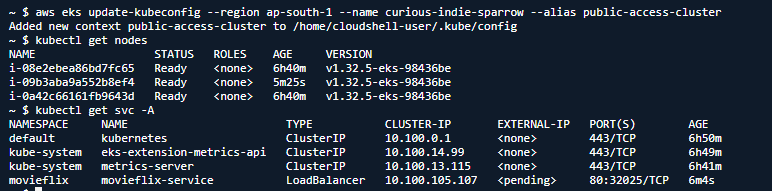 ~ $ aws eks update-kubeconfig --region ap-south-1 --name curious-indie-sparrow --alias public-access-cluster
Added new context public-access-cluster to /home/cloudshell-user/.kube/config
~ $ kubectl get nodes
NAME STATUS ROLES AGE VERSION
i-08e2ebea86bd7fc65 Ready <none> 6h40m v1.32.5-eks-98436be
i-09b3aba9a552b8ef4 Ready <none> 5m25s v1.32.5-eks-98436be
i-0a42c66161fb9643d Ready <none> 6h40m v1.32.5-eks-98436be
~ $ kubectl get svc -A
NAMESPACE NAME TYPE CLUSTER-IP EXTERNAL-IP PORT(S) AGE
default kubernetes ClusterIP 10.100.0.1 <none> 443/TCP 6h50m
kube-system eks-extension-metrics-api ClusterIP 10.100.14.99 <none> 443/TCP 6h49m
kube-system metrics-server ClusterIP 10.100.13.115 <none> 443/TCP 6h41m
movieflix movieflix-service LoadBalancer 10.100.105.107 <pending> 80:32025/TCP 6m4s